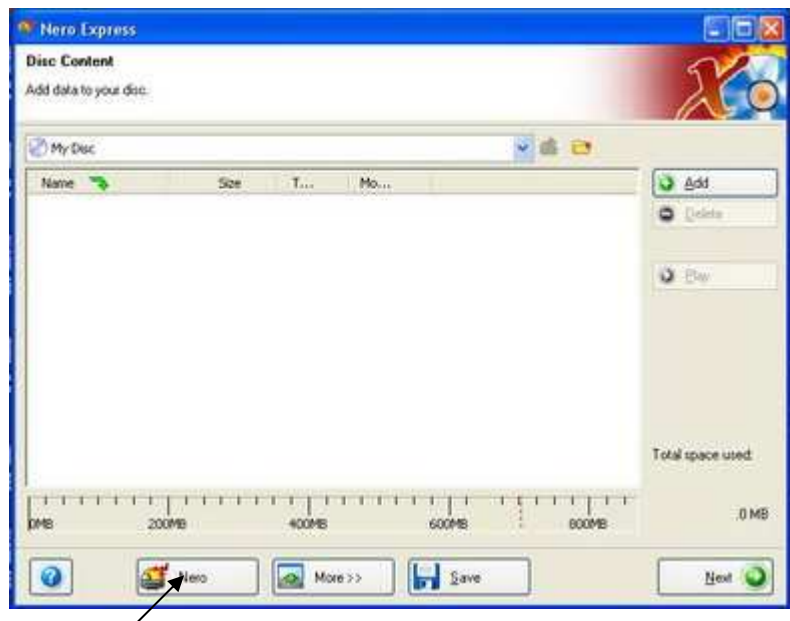 Nero Express
Disc Content
Add data to your disc.
My Disc
Name Size T... Mo...
Add
Delete
Play
Total space used:
0MB 200MB 400MB 600MB 800MB .0 MB
Nero More >> Save Next